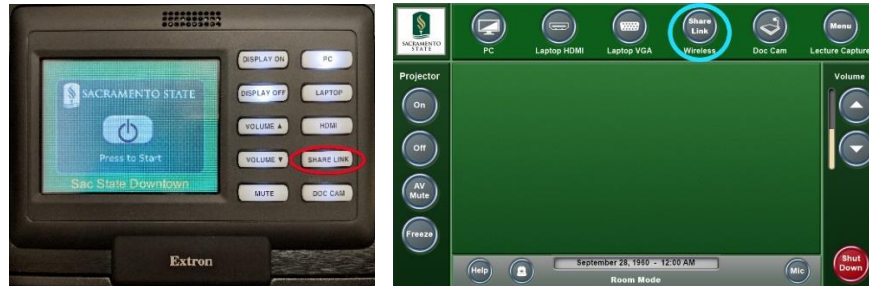 DISPLAY ON
PC
DISPLAY OFF
LAPTOP
VOLUME ▲
HDMI
VOLUME ▼
SHARE LINK
MUTE
DOC CAM
SACRAMENTO STATE
Press to Start
Sac State Downtown
Extron
SACRAMENTO
STATE
PC
Laptop HDMI
Laptop VGA
Share
Link
Wireless
Doc Cam
Menu
Lecture Capture
Projector
On
Off
AV
Mute
Freeze
Volume
Help
September 28, 1960 - 12:00 AM
Room Mode
Mic
Shut
Down